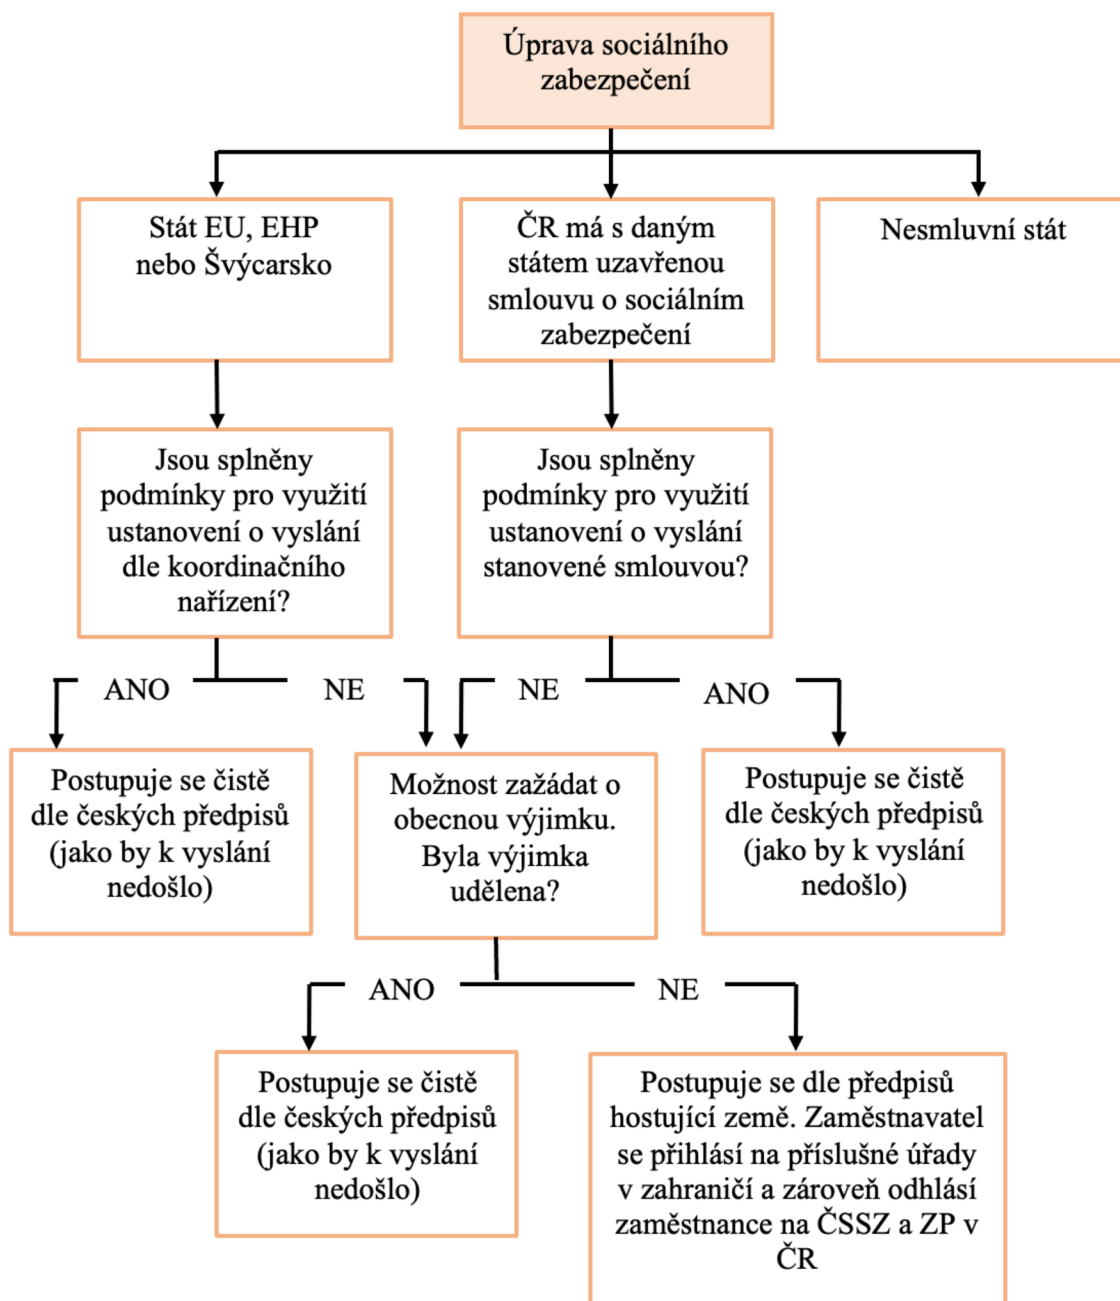 Úprava sociálního
zabezpečení
Stát EU, EHP
nebo Švýcarsko
ČR má s daným
státem uzavřenou
smlouvu o sociálním
zabezpečení
Nesmluvní stát
Jsou splněny
podmínky pro využití
ustanovení o vyslání
dle koordinačního
nařízení?
Jsou splněny
podmínky pro využití
ustanovení o vyslání
stanovené smlouvou?
ANO
NE
NE
ANO
Postupuje se čistě
dle českých předpisů
(jako by k vyslání
nedošlo)
Možnost zažádat o
obecnou výjimku.
Byla výjimka
udělena?
Postupuje se čistě
dle českých předpisů
(jako by k vyslání
nedošlo)
ANO
NE
Postupuje se čistě
dle českých předpisů
(jako by k vyslání
nedošlo)
Postupuje se dle předpisů
hostující země. Zaměstnavatel
se přihlásí na příslušné úřady
v zahraničí a zároveň odhlásí
zaměstnance na ČSSZ a ZP v
ČR